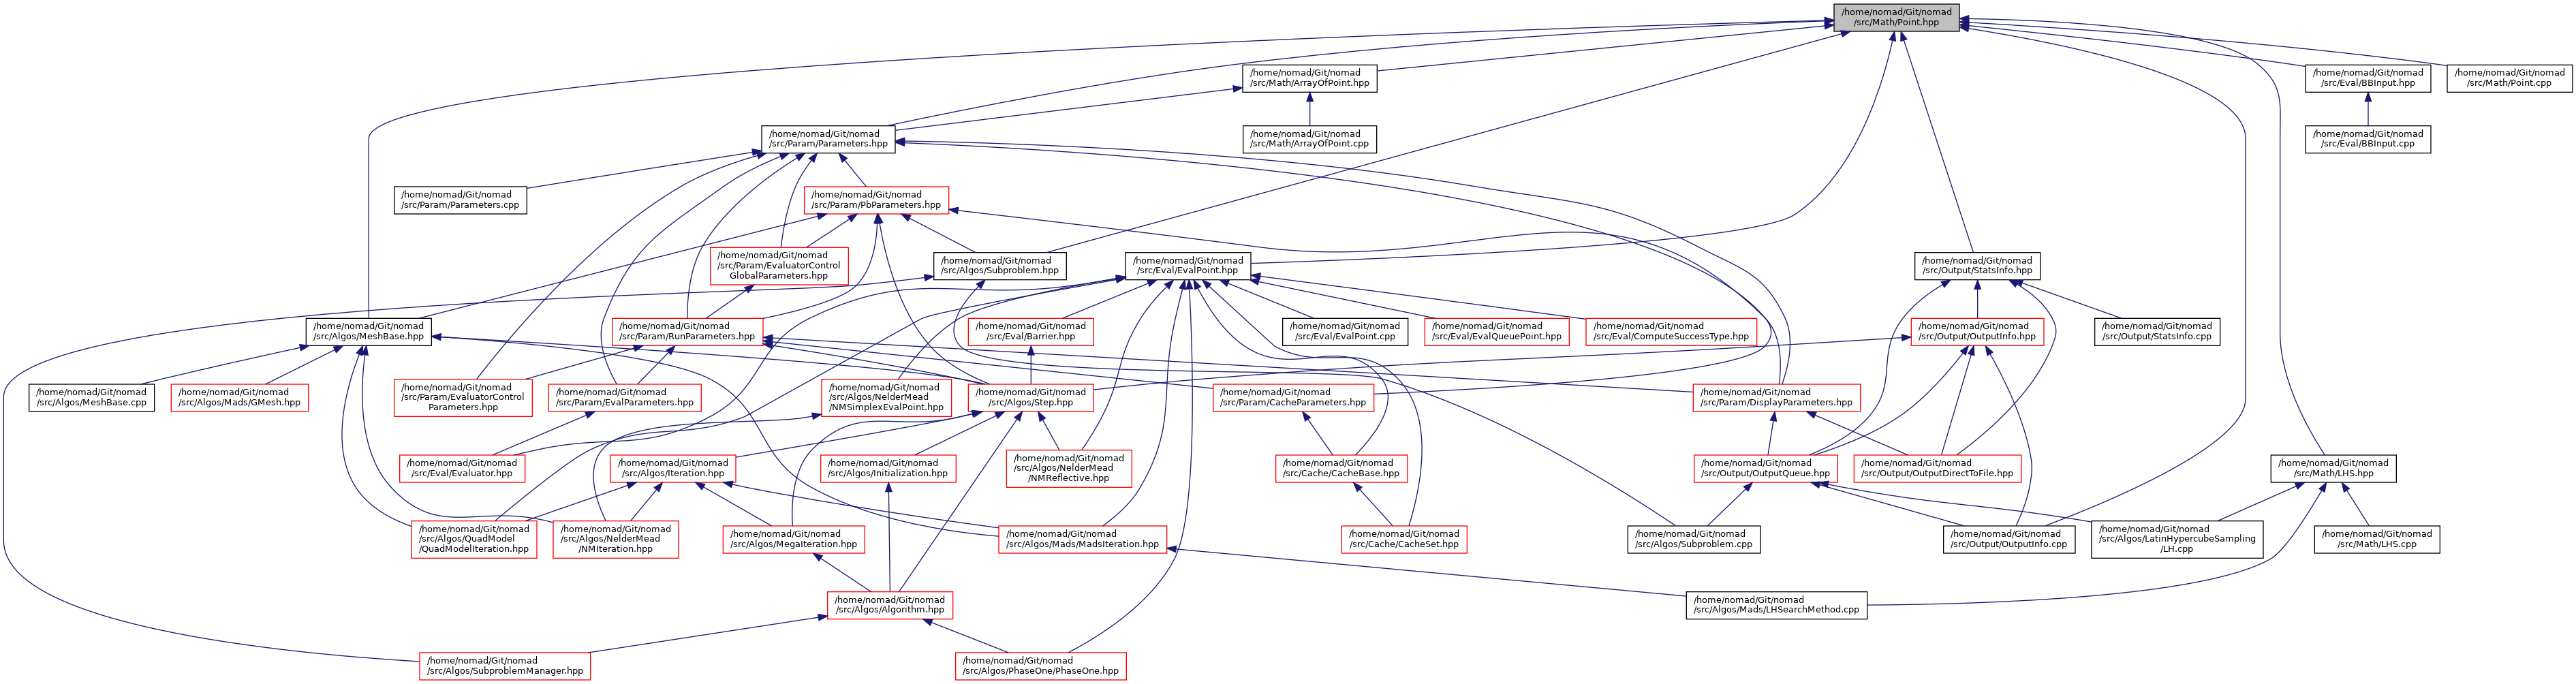 /home/nomad/Git/nomad
/src/Math/Point.hpp
/home/nomad/Git/nomad
/src/Math/ArrayOfPoint.hpp
/home/nomad/Git/nomad
/src/Eval/BBInput.hpp
/home/nomad/Git/nomad
/src/Math/Point.cpp
/home/nomad/Git/nomad
/src/Param/Parameters.hpp
/home/nomad/Git/nomad
/src/Math/ArrayOfPoint.cpp
/home/nomad/Git/nomad
/src/Eval/BBInput.cpp
/home/nomad/Git/nomad
/src/Param/Parameters.cpp
/home/nomad/Git/nomad
/src/Param/PbParameters.hpp
/home/nomad/Git/nomad
/src/Param/EvaluatorControl
GlobalParameters.hpp
/home/nomad/Git/nomad
/src/Algos/Subproblem.hpp
/home/nomad/Git/nomad
/src/Eval/EvalPoint.hpp
/home/nomad/Git/nomad
/src/Output/StatsInfo.hpp
/home/nomad/Git/nomad
/src/Algos/MeshBase.hpp
/home/nomad/Git/nomad
/src/Param/RunParameters.hpp
/home/nomad/Git/nomad
/src/Eval/Barrier.hpp
/home/nomad/Git/nomad
/src/Eval/EvalPoint.cpp
/home/nomad/Git/nomad
/src/Eval/EvalQueuePoint.hpp
/home/nomad/Git/nomad
/src/Eval/ComputeSuccessType.hpp
/home/nomad/Git/nomad
/src/Output/OutputInfo.hpp
/home/nomad/Git/nomad
/src/Output/StatsInfo.cpp
/home/nomad/Git/nomad
/src/Algos/MeshBase.cpp
/home/nomad/Git/nomad
/src/Algos/Mads/GMesh.hpp
/home/nomad/Git/nomad
/src/Param/EvaluatorControl
Parameters.hpp
/home/nomad/Git/nomad
/src/Param/EvalParameters.hpp
/home/nomad/Git/nomad
/src/Algos/NelderMead
/NMSimplexEvalPoint.hpp
/home/nomad/Git/nomad
/src/Algos/Step.hpp
/home/nomad/Git/nomad
/src/Param/CacheParameters.hpp
/home/nomad/Git/nomad
/src/Param/DisplayParameters.hpp
/home/nomad/Git/nomad
/src/Eval/Evaluator.hpp
/home/nomad/Git/nomad
/src/Algos/Iteration.hpp
/home/nomad/Git/nomad
/src/Algos/Initialization.hpp
/home/nomad/Git/nomad
/src/Algos/NelderMead
/NMReflective.hpp
/home/nomad/Git/nomad
/src/Cache/CacheBase.hpp
/home/nomad/Git/nomad
/src/Output/OutputQueue.hpp
/home/nomad/Git/nomad
/src/Output/OutputDirectToFile.hpp
/home/nomad/Git/nomad
/src/Math/LHS.hpp
/home/nomad/Git/nomad
/src/Algos/QuadModel
/QuadModelIteration.hpp
/home/nomad/Git/nomad
/src/Algos/NelderMead
/NMIteration.hpp
/home/nomad/Git/nomad
/src/Algos/MegaIteration.hpp
/home/nomad/Git/nomad
/src/Algos/Mads/MadsIteration.hpp
/home/nomad/Git/nomad
/src/Cache/CacheSet.hpp
/home/nomad/Git/nomad
/src/Algos/Subproblem.cpp
/home/nomad/Git/nomad
/src/Output/OutputInfo.cpp
/home/nomad/Git/nomad
/src/Algos/LatinHypercubeSampling
/LH.cpp
/home/nomad/Git/nomad
/src/Math/LHS.cpp
/home/nomad/Git/nomad
/src/Algos/Algorithm.hpp
/home/nomad/Git/nomad
/src/Algos/Mads/LHSearchMethod.cpp
/home/nomad/Git/nomad
/src/Algos/SubproblemManager.hpp
/home/nomad/Git/nomad
/src/Algos/PhaseOne/PhaseOne.hpp